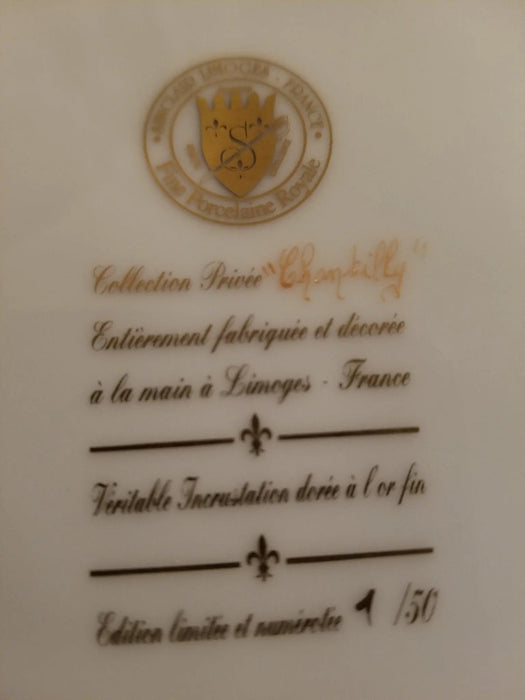 LIMOGES - FRANCE
S
Fine Porcelaine Royale
Collection Privée "Chantilly"
Entièrement fabriquée et décorée
à la main à Limoges - France
Véritable Incrustation dorée à l'or fin
Edition limitée et numérotée 1 /50